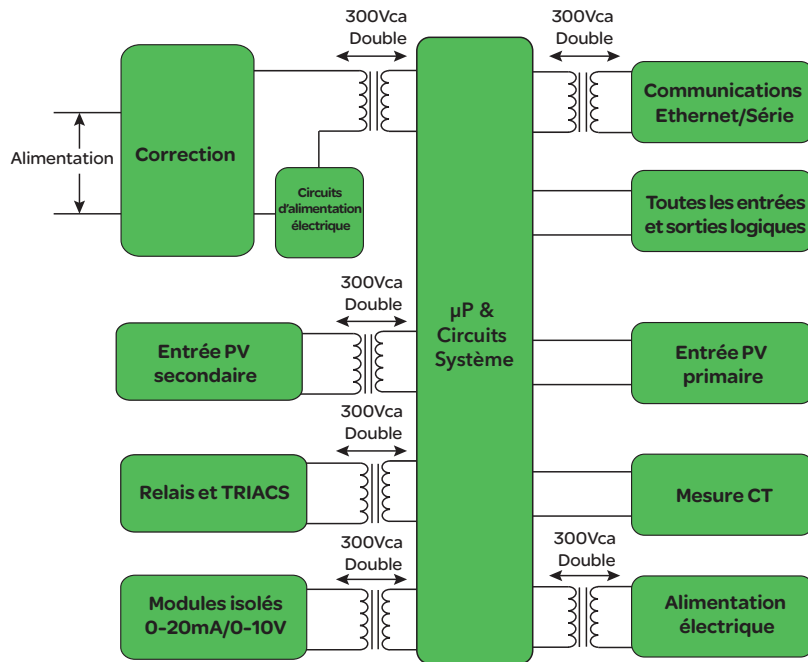 300Vca
Double
300Vca
Double
Alimentation
Correction
Circuits
d'alimentation
électrique
Communications
Ethernet/Série
Toutes les entrées
et sorties logiques
300Vca
Double
µP &
Circuits
Système
Entrée PV
secondaire
Entrée PV
primaire
300Vca
Double
Relais et TRIACS
Mesure CT
300Vca
Double
300Vca
Double
Modules isolés
0-20mA/0-10V
Alimentation
électrique